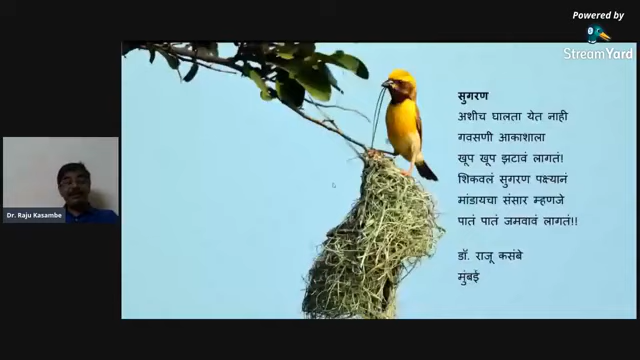 Powered by
StreamYard
सुगरण
अशीच घालता येत नाही
गवसणी आकाशाला
खूप खूप झटावं लागतं!
शिकवलं सुगरण पक्ष्यानं
मांडायचा संसार म्हणजे
पातं पातं जमवावं लागतं!!
डॉ. राजू कसंबे
मुंबई
Dr. Raju Kasambe